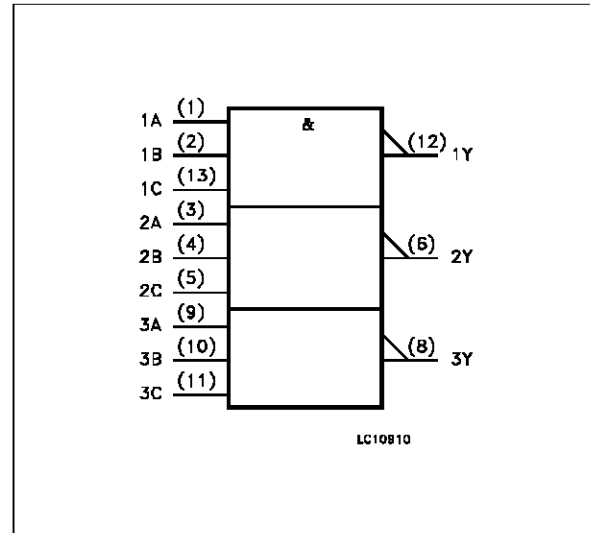 1A (1)
&
1B (2)
(12) 1Y
1C (13)
2A (3)
2B (4)
(6) 2Y
2C (5)
3A (9)
3B (10)
(8) 3Y
3C (11)
LC10810